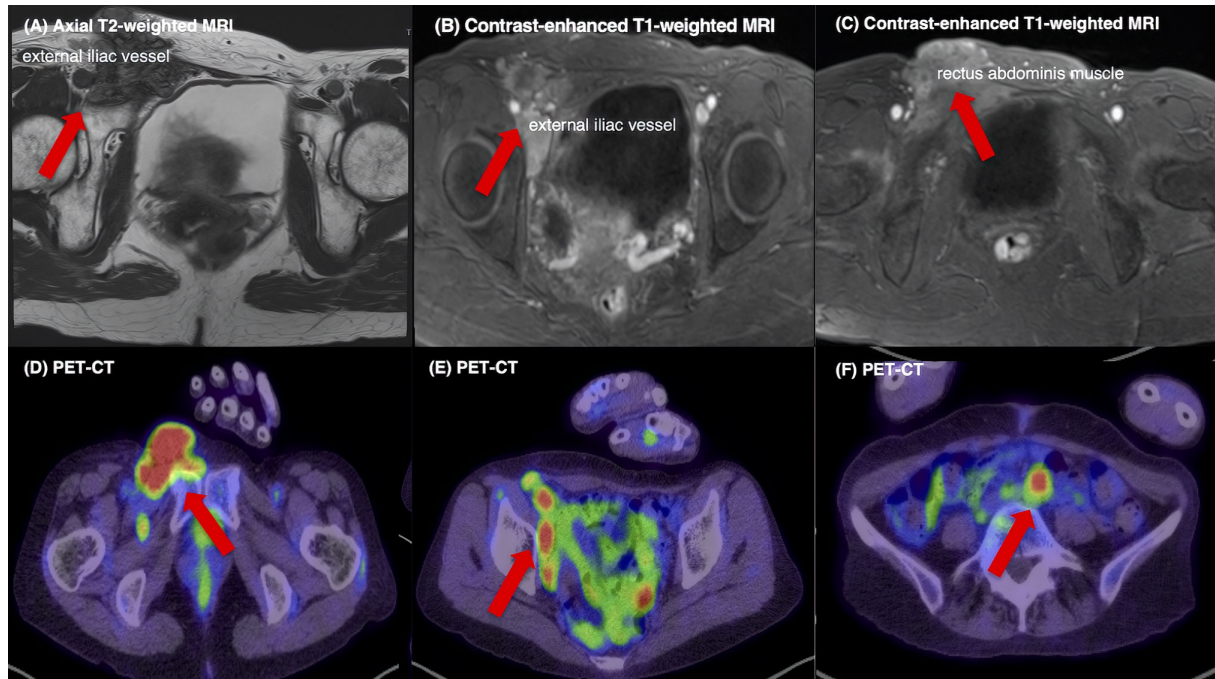 (A) Axial T2-weighted MRI
external iliac vessel
(B) Contrast-enhanced T1-weighted MRI
external iliac vessel
(C) Contrast-enhanced T1-weighted MRI
rectus abdominis muscle
(D) PET-CT
(E) PET-CT
(F) PET-CT